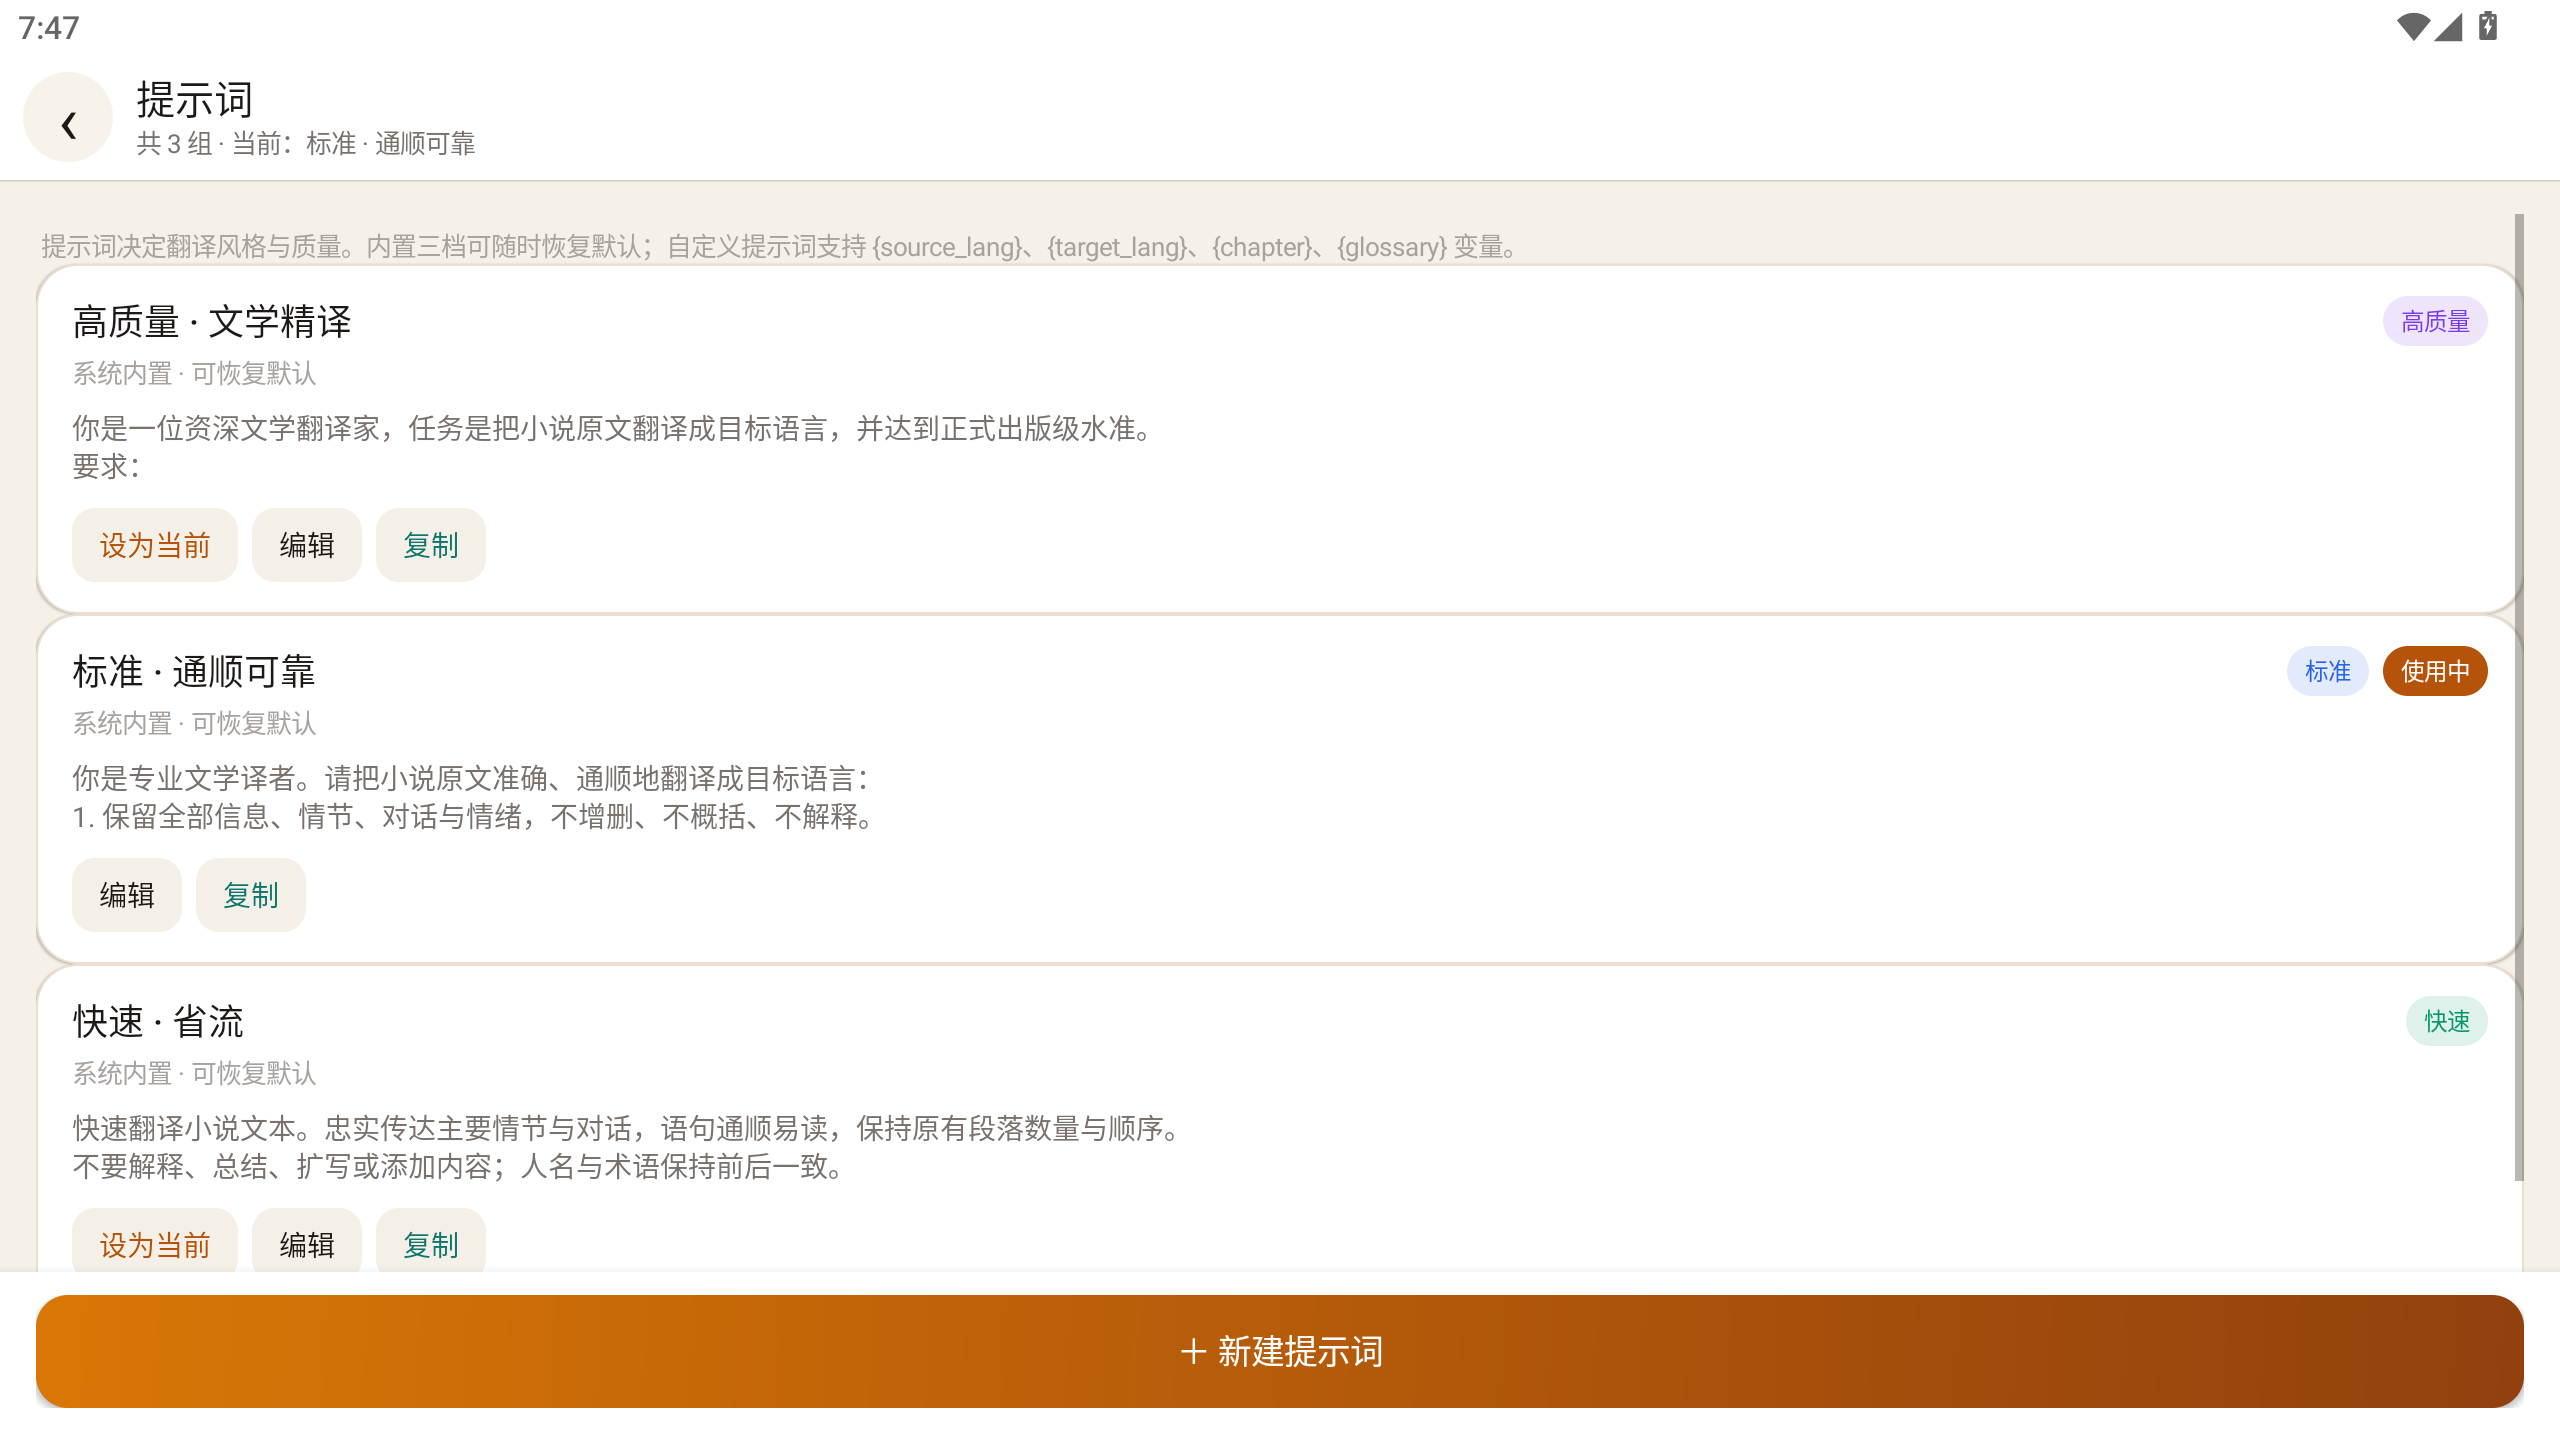 7:47
提示词
共 3 组 · 当前：标准 · 通顺可靠
提示词决定翻译风格与质量。内置三档可随时恢复默认；自定义提示词支持 {source_lang}、{target_lang}、{chapter}、{glossary} 变量。
高质量 · 文学精译
高质量
系统内置 · 可恢复默认
你是一位资深文学翻译家，任务是把小说原文翻译成目标语言，并达到正式出版级水准。
要求：
设为当前 编辑 复制
标准 · 通顺可靠
标准 使用中
系统内置 · 可恢复默认
你是专业文学译者。请把小说原文准确、通顺地翻译成目标语言：
1. 保留全部信息、情节、对话与情绪，不增删、不概括、不解释。
编辑 复制
快速 · 省流
快速
系统内置 · 可恢复默认
快速翻译小说文本。忠实传达主要情节与对话，语句通顺易读，保持原有段落数量与顺序。
不要解释、总结、扩写或添加内容；人名与术语保持前后一致。
设为当前 编辑 复制
＋ 新建提示词